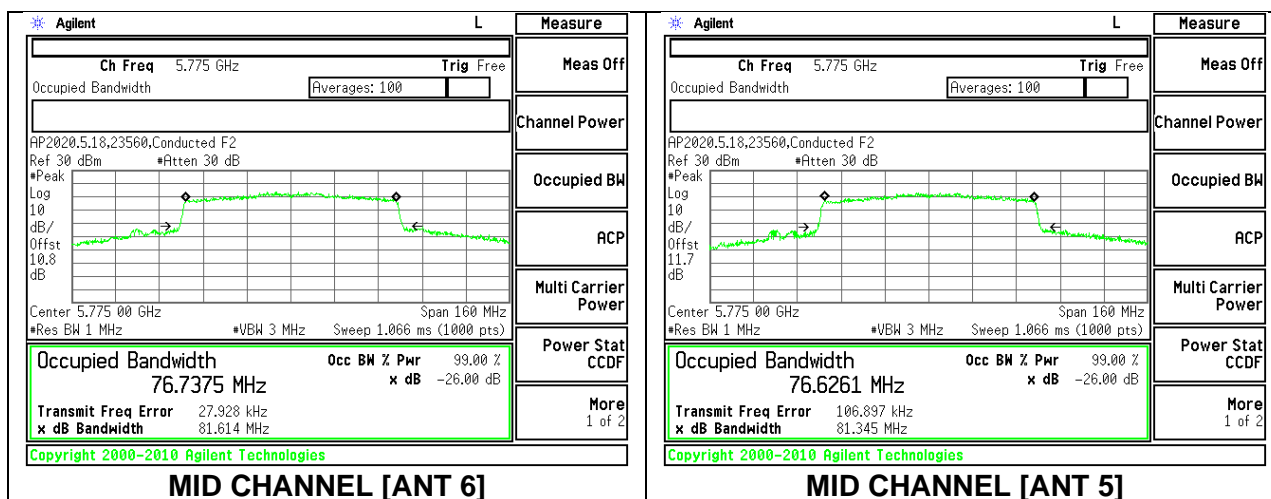 Agilent L Measure
Ch Freq 5.775 GHz Trig Free
Meas Off
Occupied Bandwidth Averages: 100
Channel Power
AP2020.5.18,23560,Conducted F2
Ref 30 dBm #Atten 30 dB
#Peak
Occupied BW
Log
10
dB/
ACP
Offst
10.8
dB
Multi Carrier
Power
Center 5.775 00 GHz Span 160 MHz
#Res BW 1 MHz #VBW 3 MHz Sweep 1.066 ms (1000 pts)
Power Stat
CCDF
Occupied Bandwidth Occ BW % Pwr 99.00 %
76.7375 MHz x dB -26.00 dB
Transmit Freq Error 27.928 kHz
x dB Bandwidth 81.614 MHz
More
1 of 2
Copyright 2000-2010 Agilent Technologies
MID CHANNEL [ANT 6]
Agilent L Measure
Ch Freq 5.775 GHz Trig Free
Meas Off
Occupied Bandwidth Averages: 100
Channel Power
AP2020.5.18,23560,Conducted F2
Ref 30 dBm #Atten 30 dB
#Peak
Occupied BW
Log
10
dB/
ACP
Offst
11.7
dB
Multi Carrier
Power
Center 5.775 00 GHz Span 160 MHz
#Res BW 1 MHz #VBW 3 MHz Sweep 1.066 ms (1000 pts)
Power Stat
CCDF
Occupied Bandwidth Occ BW % Pwr 99.00 %
76.6261 MHz x dB -26.00 dB
Transmit Freq Error 106.897 kHz
x dB Bandwidth 81.345 MHz
More
1 of 2
Copyright 2000-2010 Agilent Technologies
MID CHANNEL [ANT 5]